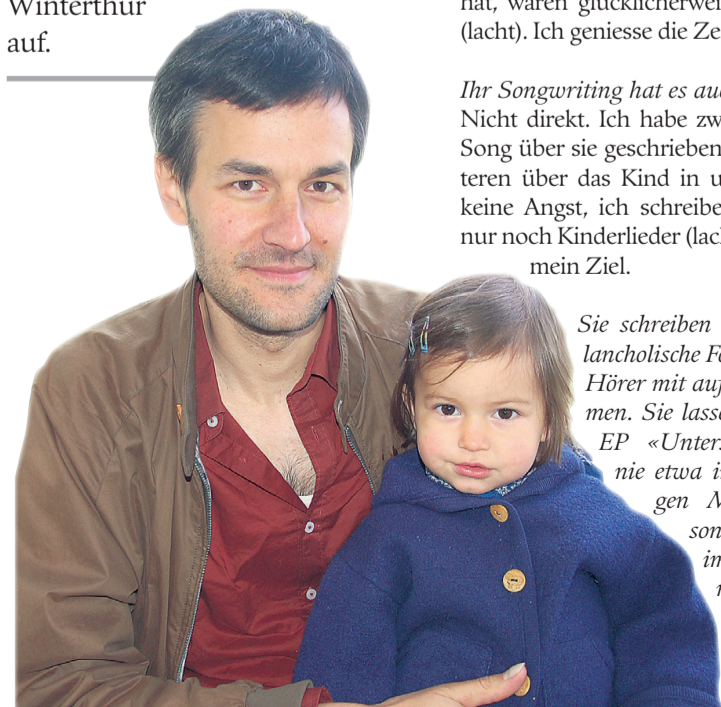 Winterthur
auf.
hat, waren glücklicherwei
(lacht). Ich geniesse die Ze
Ihr Songwriting hat es au
Nicht direkt. Ich habe zw
Song über sie geschrieben
teren über das Kind in u
keine Angst, ich schreibe
nur noch Kinderlieder (lac
mein Ziel.
Sie schreiben
lancholische F
Hörer mit auf
men. Sie lass
EP «Unter
nie etwa i
gen M
son
im